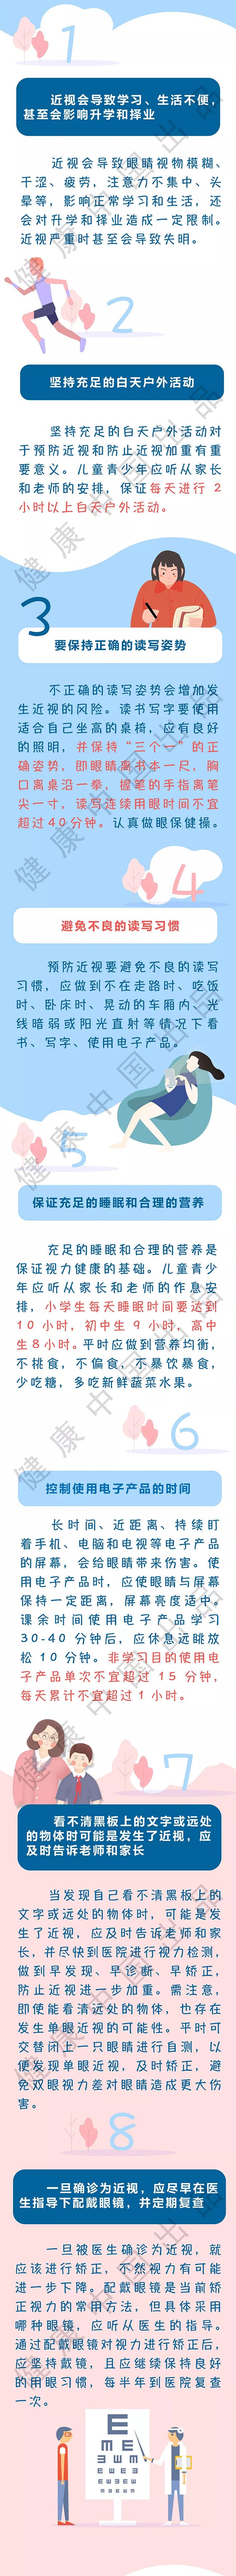 1
近视会导致学习、生活不便，
甚至会影响升学和择业
近视会导致眼睛视物模糊、
干涩、疲劳，注意力不集中、头
晕等，影响正常学习和生活，还
会对升学和择业造成一定限制。
近视严重时甚至会导致失明。
2
坚持充足的白天户外活动
坚持充足的白天户外活动对
于预防近视和防止近视加重有重
要意义。儿童青少年应听从家长
和老师的安排，保证每天进行 2
小时以上白天户外活动。
3
要保持正确的读写姿势
不正确的读写姿势会增加发
生近视的风险。读书写字要使用
适合自己坐高的桌椅，应有良好
的照明，并保持“三个一”的正
确姿势，即眼睛离书本一尺，胸
口离桌沿一拳，握笔的手指离笔
尖一寸，读写连续用眼时间不宜
超过40分钟。认真做眼保健操。
4
避免不良的读写习惯
预防近视要避免不良的读写
习惯，应做到不在走路时、吃饭
时、卧床时、晃动的车厢内、光
线暗弱或阳光直射等情况下看
书、写字、使用电子产品。
5
保证充足的睡眠和合理的营养
充足的睡眠和合理的营养是
保证视力健康的基础。儿童青少
年应听从家长和老师的作息安
排，小学生每天睡眠时间要达到
10 小时，初中生 9 小时，高中
生8小时。平时应做到营养均衡，
不挑食，不偏食，不暴饮暴食，
少吃糖，多吃新鲜蔬菜水果。
6
控制使用电子产品的时间
长时间、近距离、持续盯
着手机、电脑和电视等电子产品
的屏幕，会给眼睛带来伤害。使
用电子产品时，应使眼睛与屏幕
保持一定距离，屏幕亮度适中。
课余时间使用电子产品学习
30-40 分钟后，应休息远眺放
松 10 分钟。非学习目的使用电
子产品单次不宜超过 15 分钟，
每天累计不宜超过 1 小时。
7
看不清黑板上的文字或远处
的物体时可能是发生了近视，应
及时告诉老师和家长
当发现自己看不清黑板上的
文字或远处的物体时，可能是发
生了近视，应及时告诉老师和家
长，并尽快到医院进行视力检测，
做到早发现、早诊断、早矫正，
防止近视进一步加重。需注意，
即使能看清远处的物体，也存在
发生单眼近视的可能性。平时可
交替闭上一只眼睛进行自测，以
便发现单眼近视，及时矫正，避
免双眼视力差对眼睛造成更大伤
害。
8
一旦确诊为近视，应尽早在医
生指导下配戴眼镜，并定期复查
一旦被医生确诊为近视，就
应该进行矫正，不然视力有可能
进一步下降。配戴眼镜是当前矫
正视力的常用方法，但具体采用
哪种眼镜，应听从医生的指导。
通过配戴眼镜对视力进行矫正后，
应坚持戴镜，且应继续保持良好
的用眼习惯，每半年到医院复查
一次。
健康中国出品